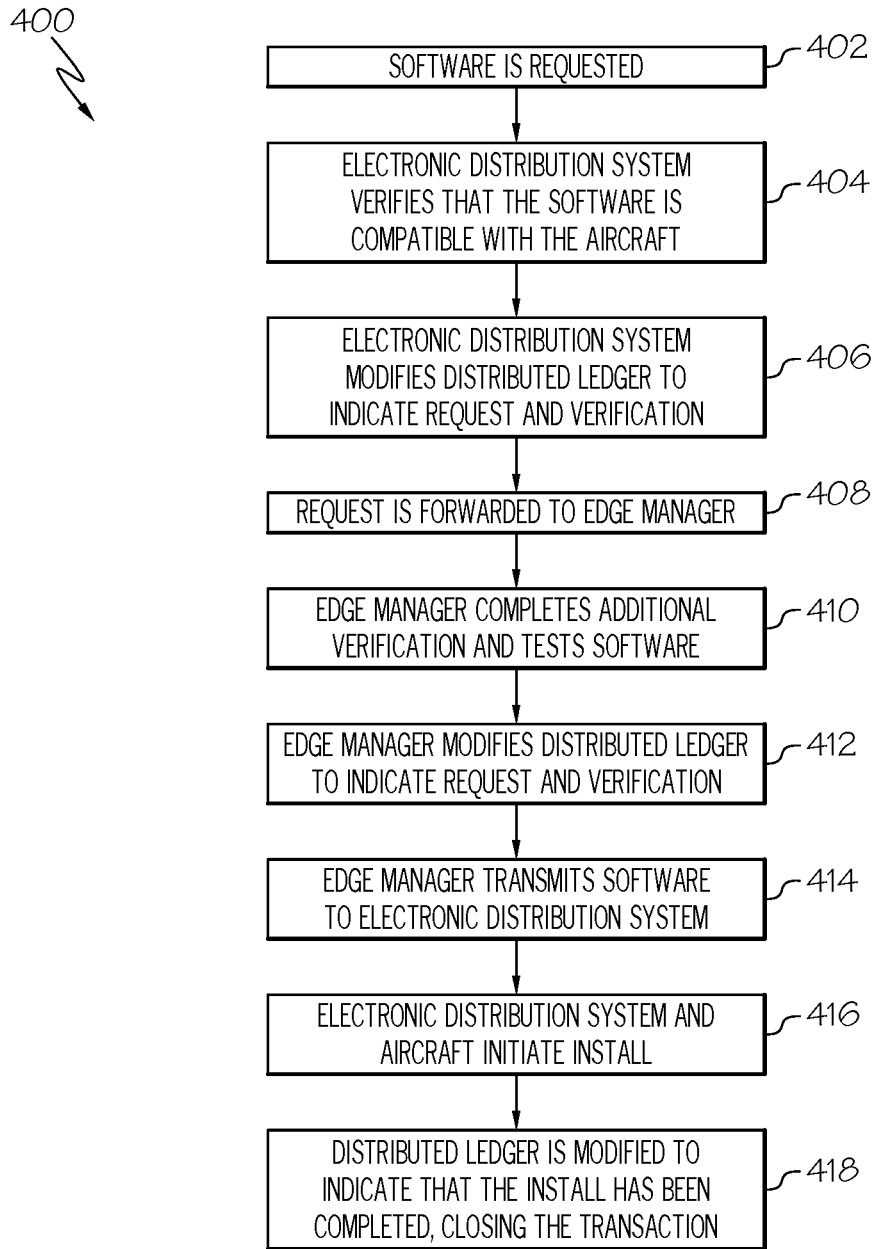 400
SOFTWARE IS REQUESTED
402
ELECTRONIC DISTRIBUTION SYSTEM
VERIFIES THAT THE SOFTWARE IS
COMPATIBLE WITH THE AIRCRAFT
404
ELECTRONIC DISTRIBUTION SYSTEM
MODIFIES DISTRIBUTED LEDGER TO
INDICATE REQUEST AND VERIFICATION
406
REQUEST IS FORWARDED TO EDGE MANAGER
408
EDGE MANAGER COMPLETES ADDITIONAL
VERIFICATION AND TESTS SOFTWARE
410
EDGE MANAGER MODIFIES DISTRIBUTED LEDGER
TO INDICATE REQUEST AND VERIFICATION
412
EDGE MANAGER TRANSMITS SOFTWARE
TO ELECTRONIC DISTRIBUTION SYSTEM
414
ELECTRONIC DISTRIBUTION SYSTEM AND
AIRCRAFT INITIATE INSTALL
416
DISTRIBUTED LEDGER IS MODIFIED TO
INDICATE THAT THE INSTALL HAS BEEN
COMPLETED, CLOSING THE TRANSACTION
418